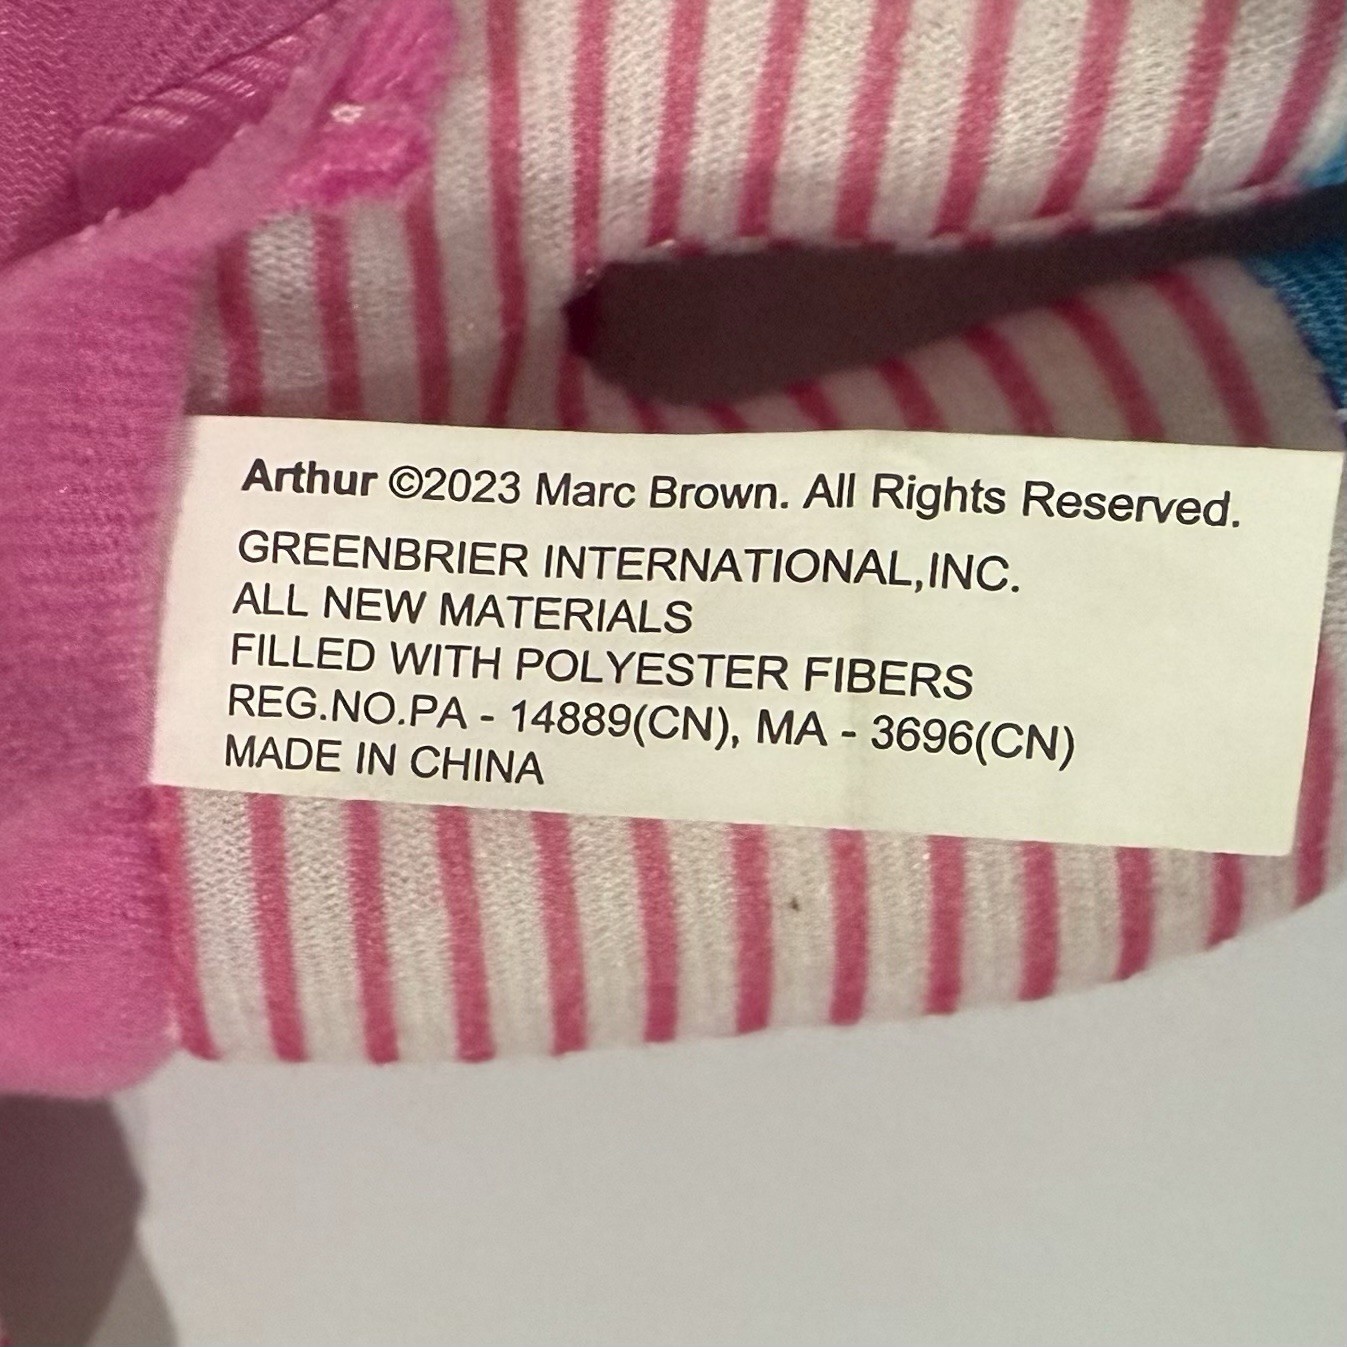 Arthur ©2023 Marc Brown. All Rights Reserved.
GREENBRIER INTERNATIONAL,INC.
ALL NEW MATERIALS
FILLED WITH POLYESTER FIBERS
REG.NO.PA - 14889(CN), MA - 3696(CN)
MADE IN CHINA